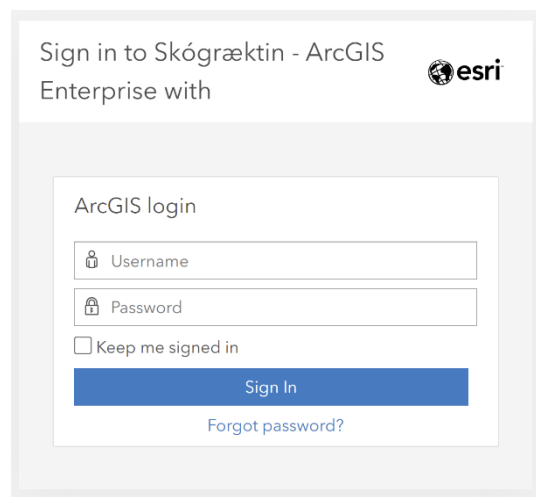 Sign in to Skógræktin - ArcGIS
Enterprise with
esri
ArcGIS login
Username
Password
Keep me signed in
Sign In
Forgot password?